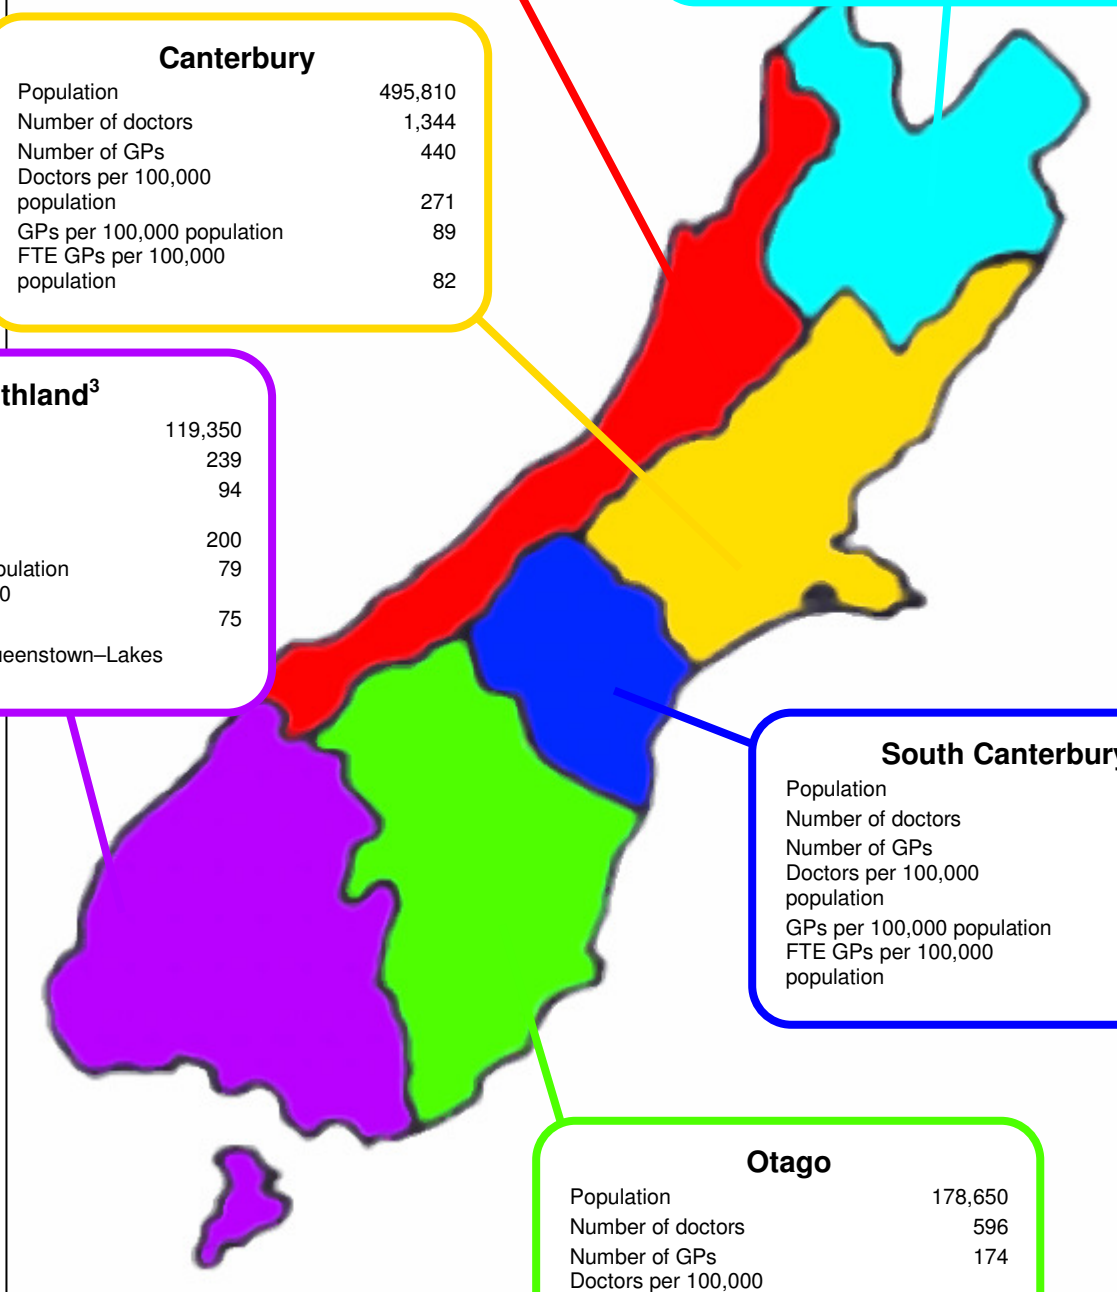 Canterbury
Population 495,810
Number of doctors 1,344
Number of GPs 440
Doctors per 100,000
population 271
GPs per 100,000 population 89
FTE GPs per 100,000
population 82
thland3
119,350
239
94
200
pulation 79
0
75
ueenstown–Lakes
South Canterbury
Population
Number of doctors
Number of GPs
Doctors per 100,000
population
GPs per 100,000 population
FTE GPs per 100,000
population
Otago
Population 178,650
Number of doctors 596
Number of GPs 174
Doctors per 100,000